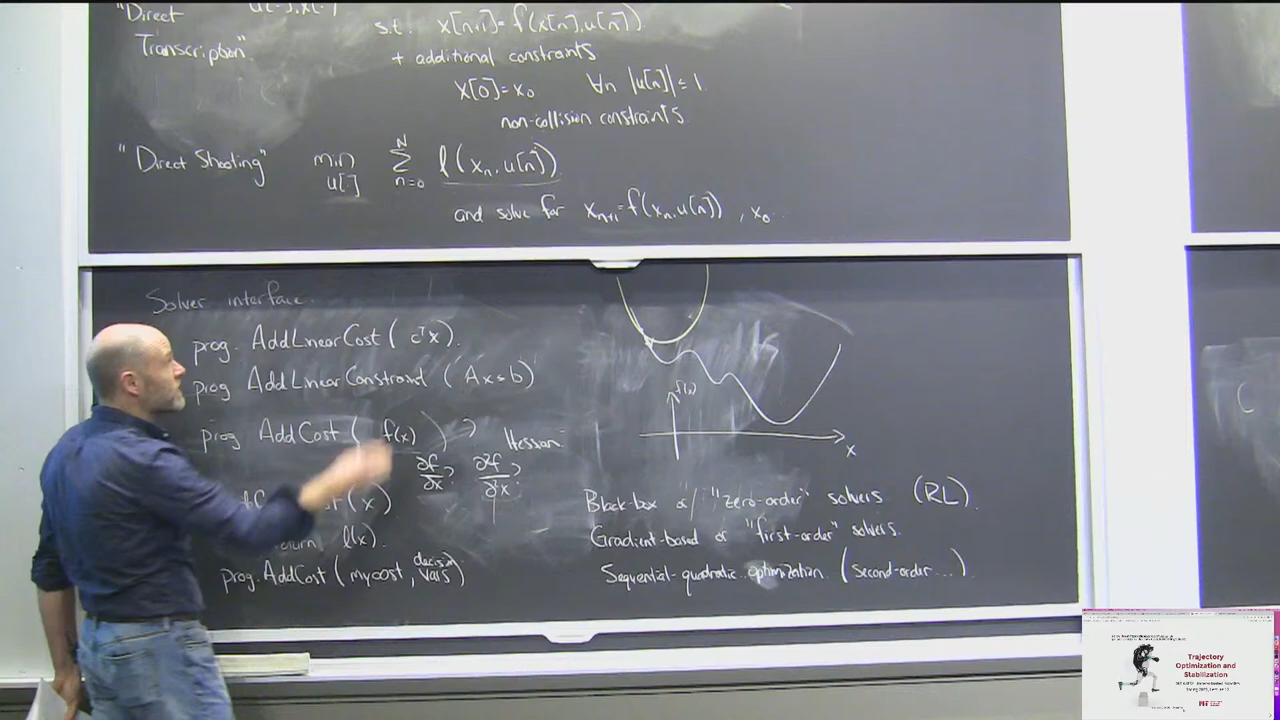 "Direct
Transcription"
s.t. x[n+1] = f(x[n],u[n])
+ additional constraints
x[0]=x₀ ∀n |u[n]| ≤ 1
non-collision constraints
"Direct Shooting" min u[·] N Σ n=0 l(xₙ,u[n])
and solve for xₙ₊₁=f(xₙ,u[n]) , x₀
Solver interface
prog. AddLinearCost ( cᵀx).
prog AddLinearConstraint ("Ax≤b")
prog AddCost ( f(x) ) ? Hessian
∂f/∂x? ∂²f/∂²x?
(x)
l(x).
prog. AddCost (mycost, decision vars)
f(x)
x
Black-box or "zero-order" solvers (RL)
Gradient-based or "first-order" solvers.
Sequential-quadratic optimization (second-order...)
C
Trajectory
Optimization and
Stabilization